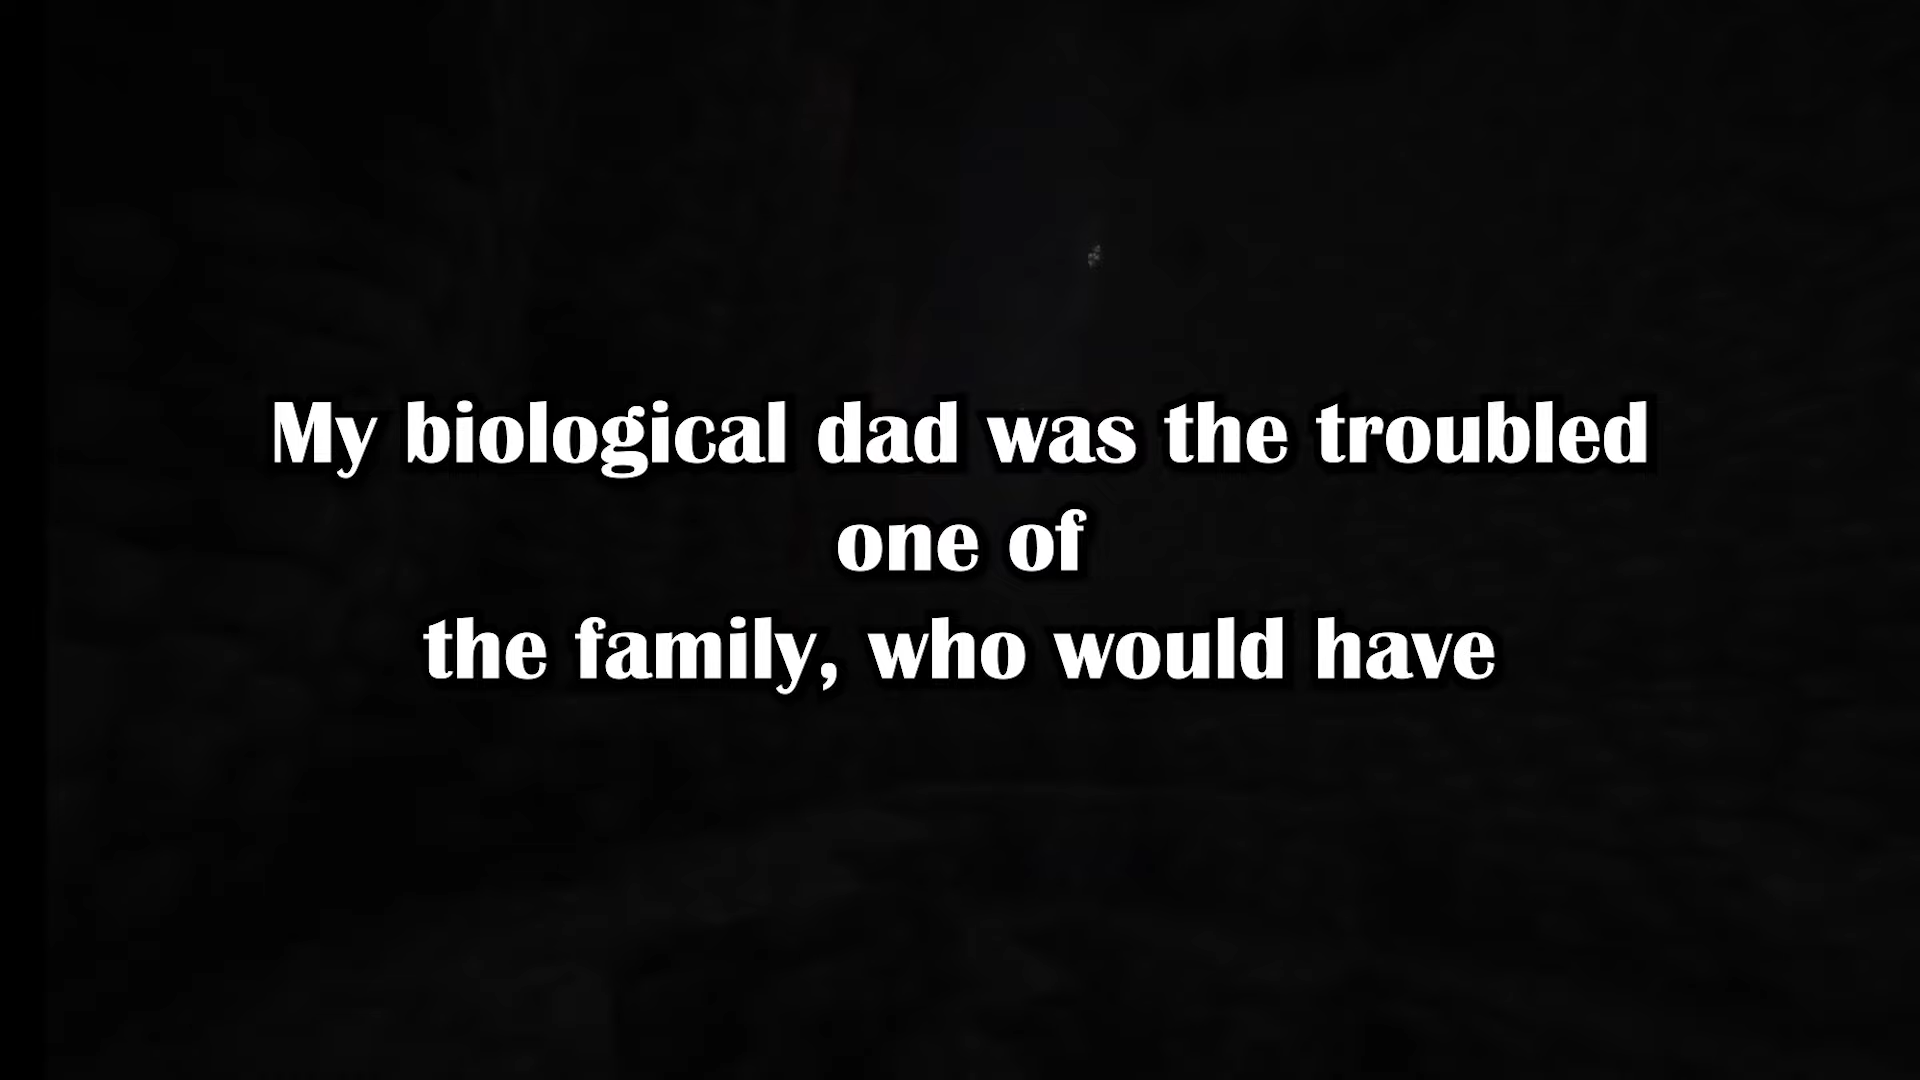 My biological dad was the troubled
one of
the family, who would have